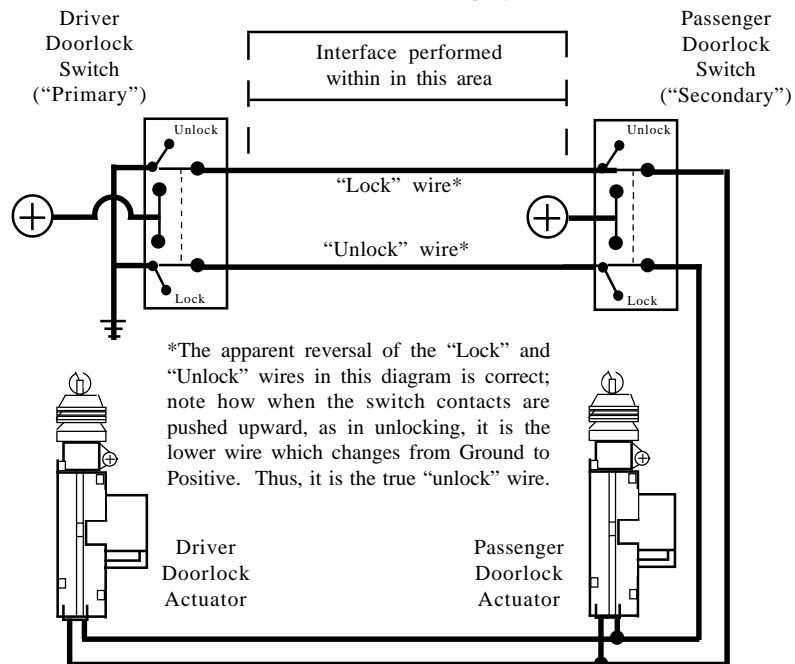 Driver
Doorlock
Switch
(“Primary”)
Interface performed
within in this area
Passenger
Doorlock
Switch
(“Secondary”)
Unlock
Unlock
“Lock” wire*
“Unlock” wire*
Lock
Lock
*The apparent reversal of the “Lock” and
“Unlock” wires in this diagram is correct;
note how when the switch contacts are
pushed upward, as in unlocking, it is the
lower wire which changes from Ground to
Positive. Thus, it is the true “unlock” wire.
Driver
Doorlock
Actuator
Passenger
Doorlock
Actuator